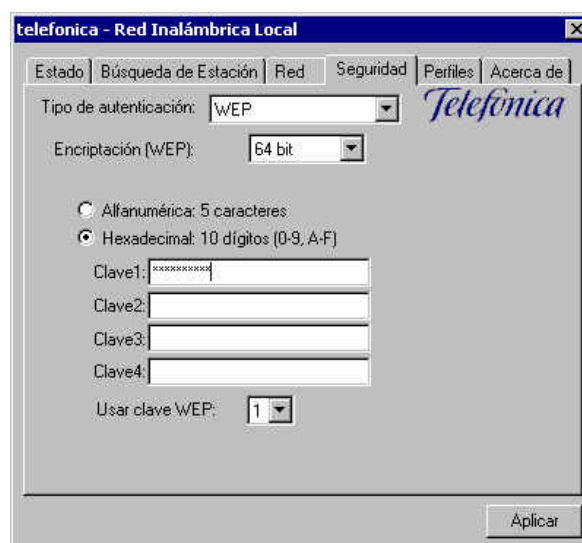 telefonica - Red Inalámbrica Local
Estado Búsqueda de Estación Red Seguridad Perfiles Acerca de
Tipo de autenticación: WEP Telefónica
Encriptación (WEP): 64 bit
Alfanumérica: 5 caracteres
Hexadecimal: 10 dígitos (0-9, A-F)
Clave1: **********
Clave2:
Clave3:
Clave4:
Usar clave WEP: 1
Aplicar